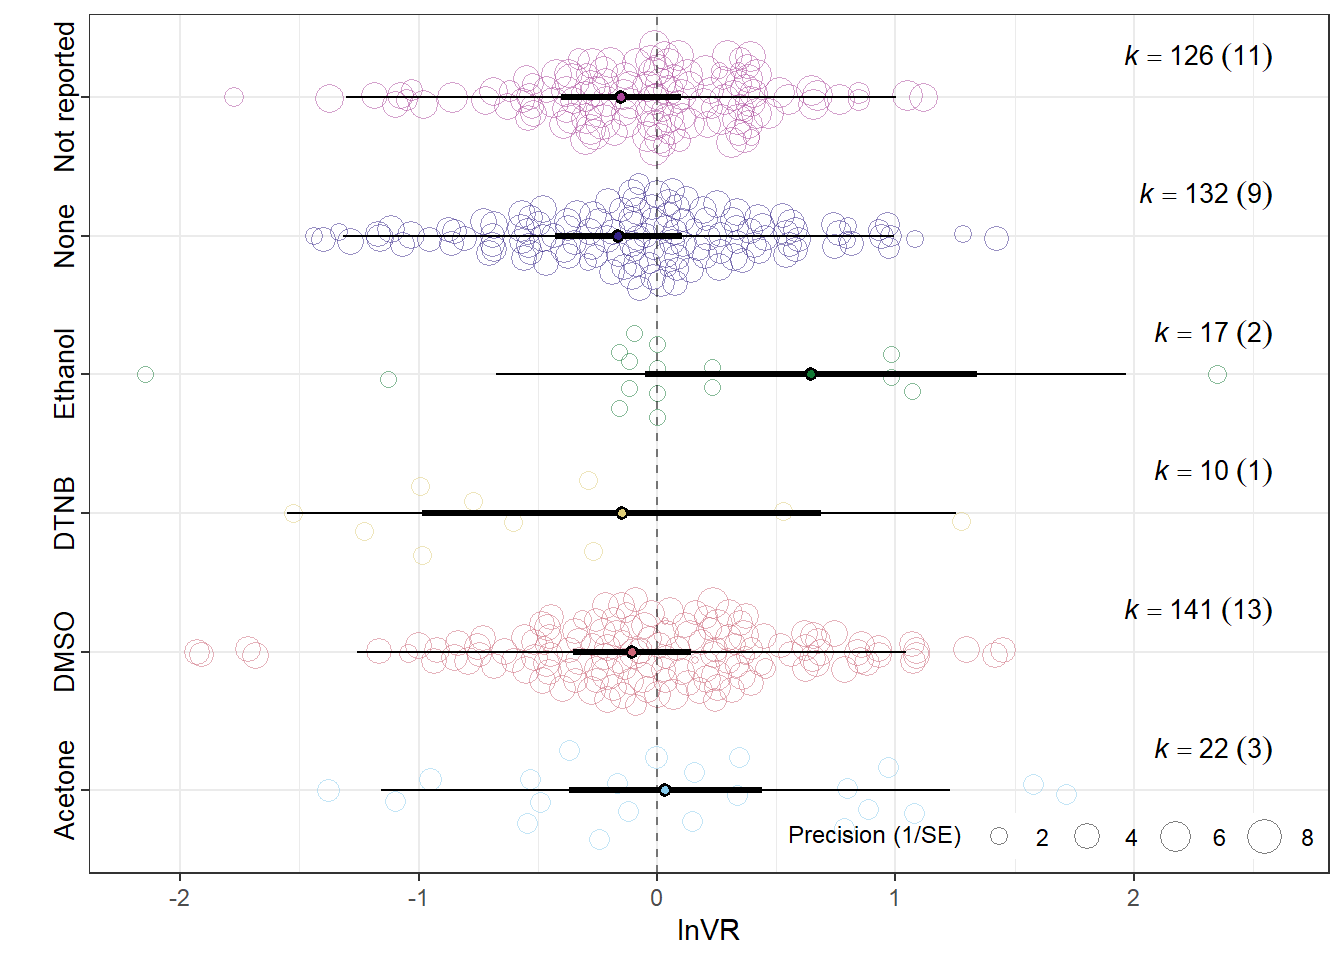 Not reported
k = 126 (11)
None
k = 132 (9)
Ethanol
k = 17 (2)
DTNB
k = 10 (1)
DMSO
k = 141 (13)
Acetone
k = 22 (3)
Precision (1/SE) 2 4 6 8
-2 -1 0 1 2
lnVR